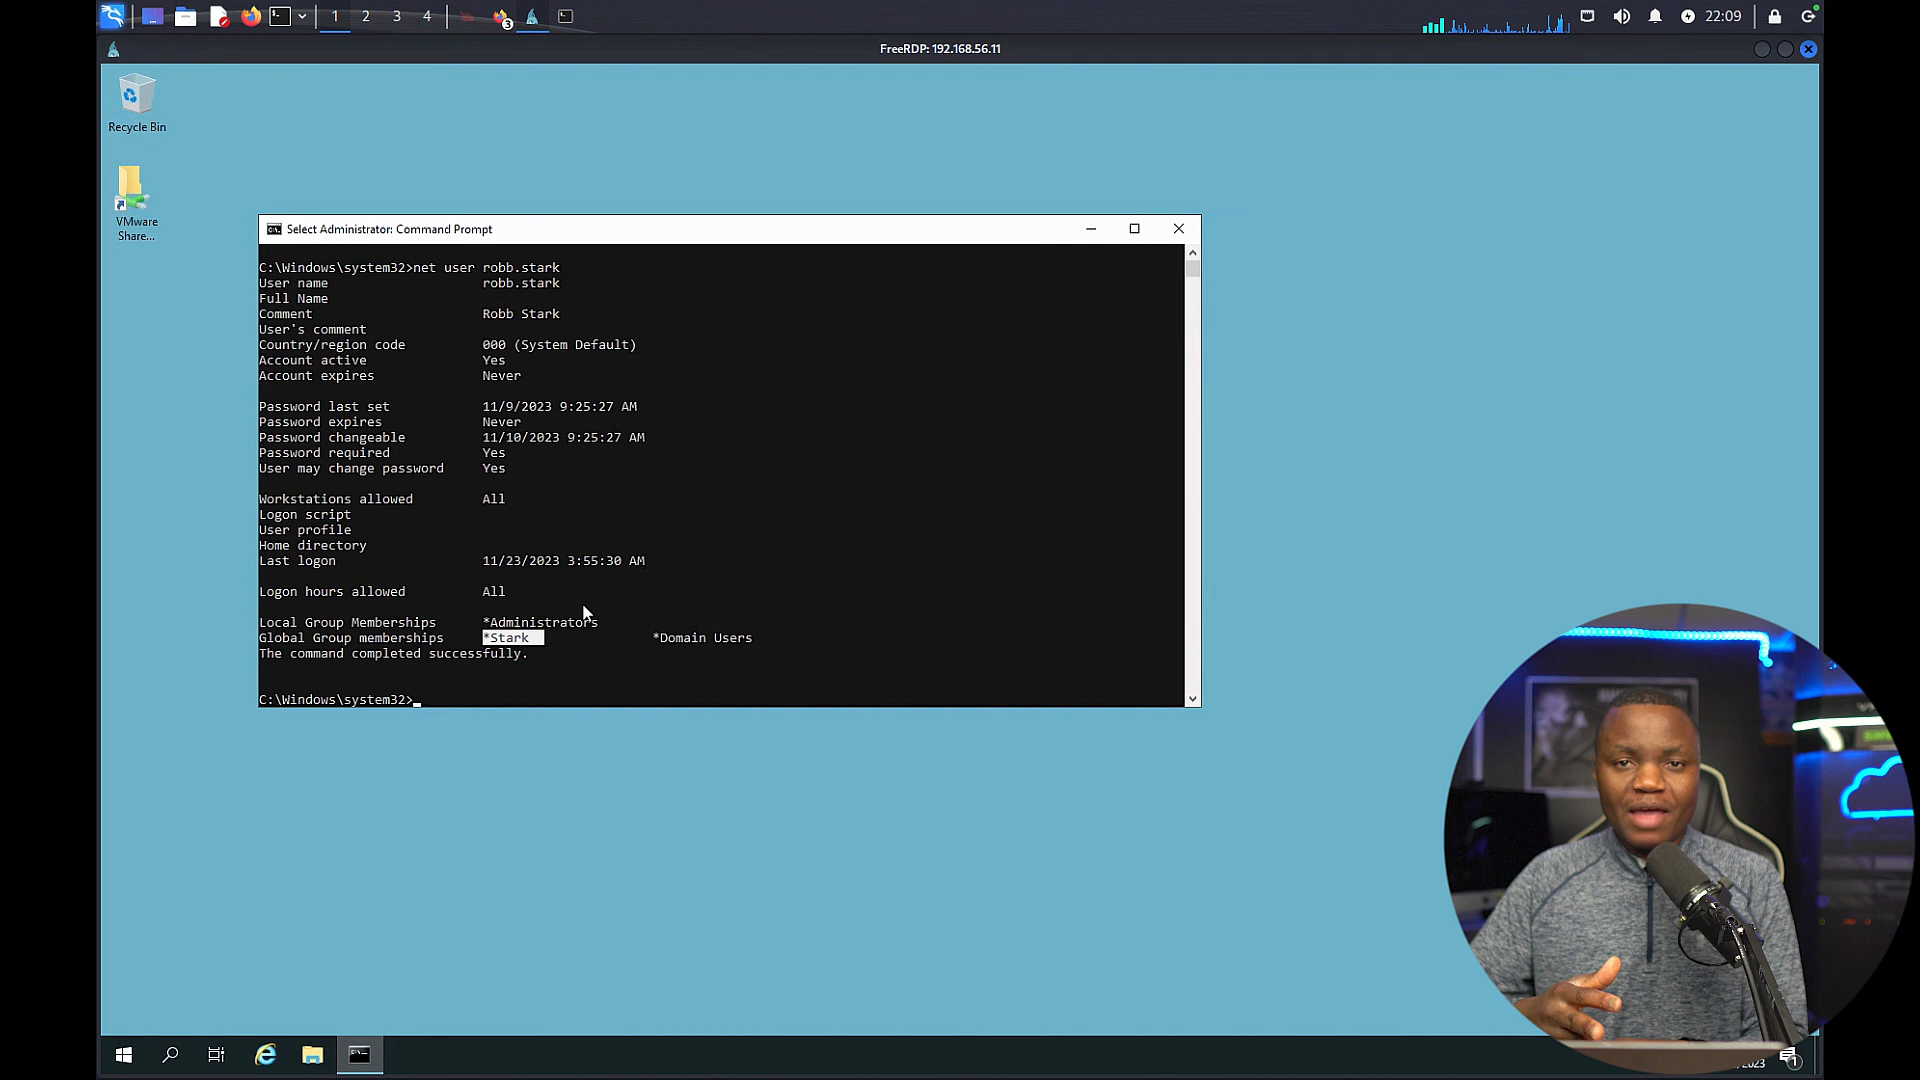 1 2 3 4
3
22:09
FreeRDP: 192.168.56.11
Recycle Bin
VMware
Share...
Select Administrator: Command Prompt
C:\Windows\system32>net user robb.stark
User name robb.stark
Full Name
Comment Robb Stark
User's comment
Country/region code 000 (System Default)
Account active Yes
Account expires Never
Password last set 11/9/2023 9:25:27 AM
Password expires Never
Password changeable 11/10/2023 9:25:27 AM
Password required Yes
User may change password Yes
Workstations allowed All
Logon script
User profile
Home directory
Last logon 11/23/2023 3:55:30 AM
Logon hours allowed All
Local Group Memberships *Administrators
Global Group memberships *Stark *Domain Users
The command completed successfully.
C:\Windows\system32>
/2023
1